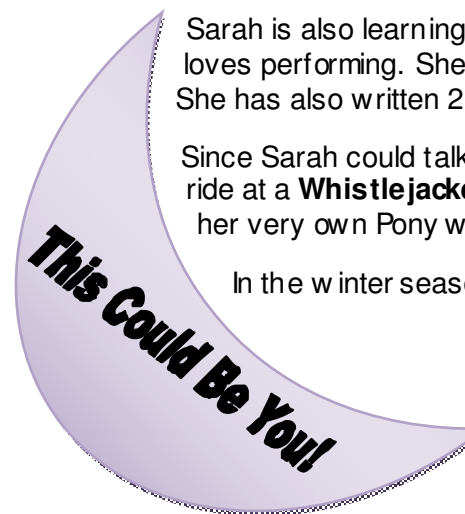 Sarah is also learning
loves performing. She
She has also written 2
Since Sarah could talk
ride at a Whistlejacke
her very own Pony w
In the winter seas
This Could Be You!